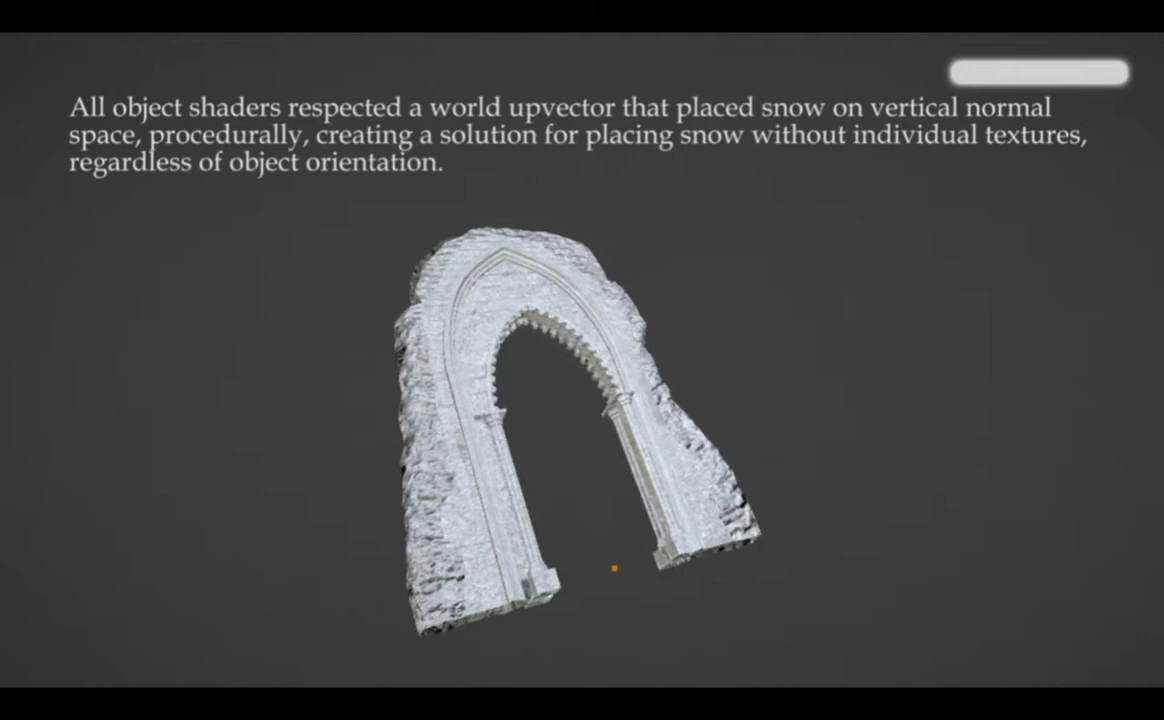 All object shaders respected a world upvector that placed snow on vertical normal
space, procedurally, creating a solution for placing snow without individual textures,
regardless of object orientation.